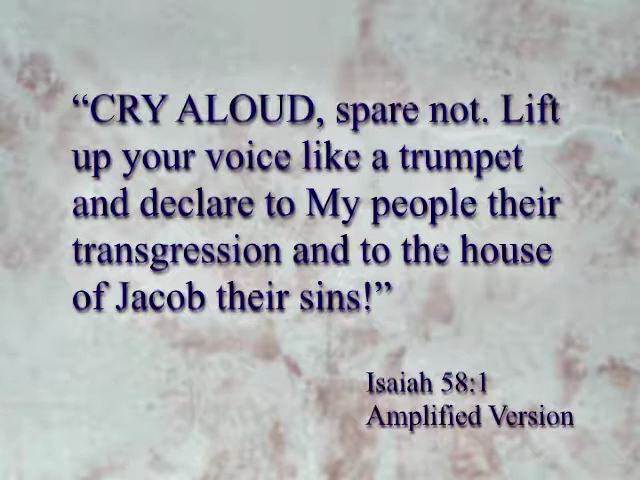 “CRY ALOUD, spare not. Lift
up your voice like a trumpet
and declare to My people their
transgression and to the house
of Jacob their sins!”
Isaiah 58:1
Amplified Version